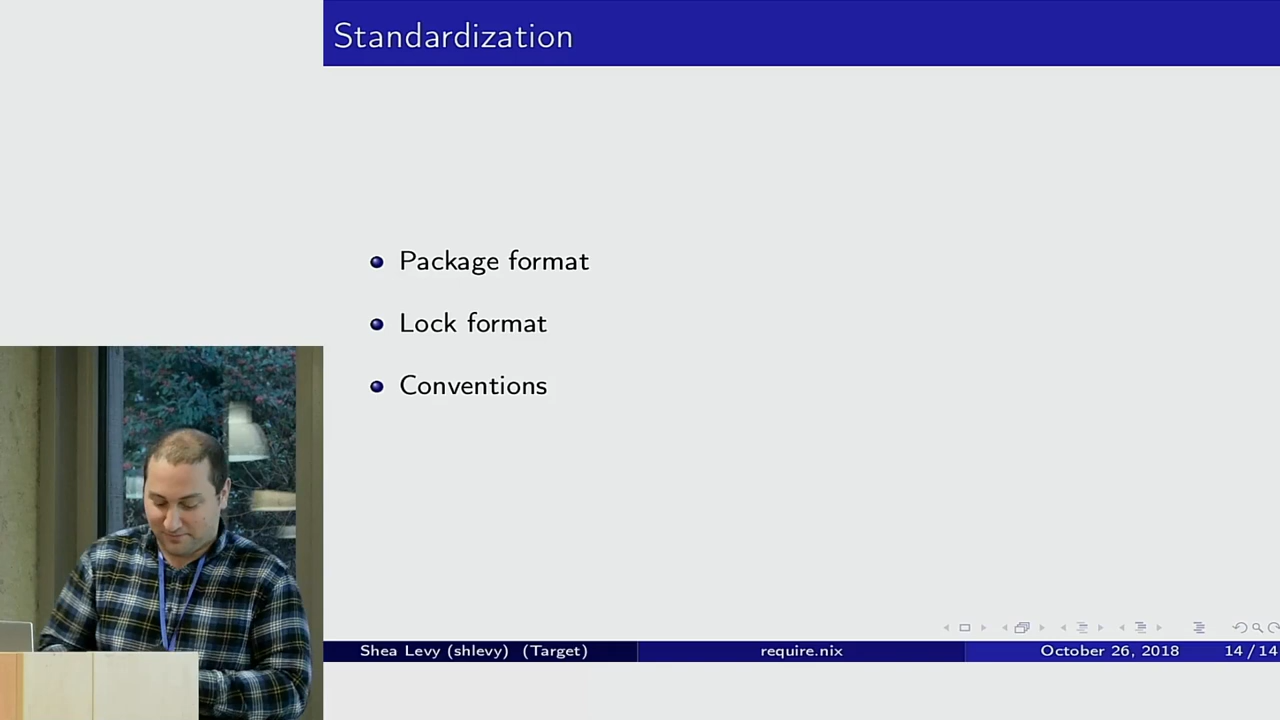 Standardization
Package format
Lock format
Conventions
Shea Levy (shlevy) (Target) require.nix October 26, 2018 14 / 14